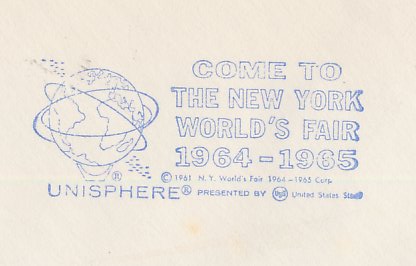 COME TO
THE NEW YORK
WORLD'S FAIR
1964-1965
© 1961 N.Y. World's Fair 1964-1965 Corp.
®
UNISPHERE® PRESENTED BY USS United States Steel